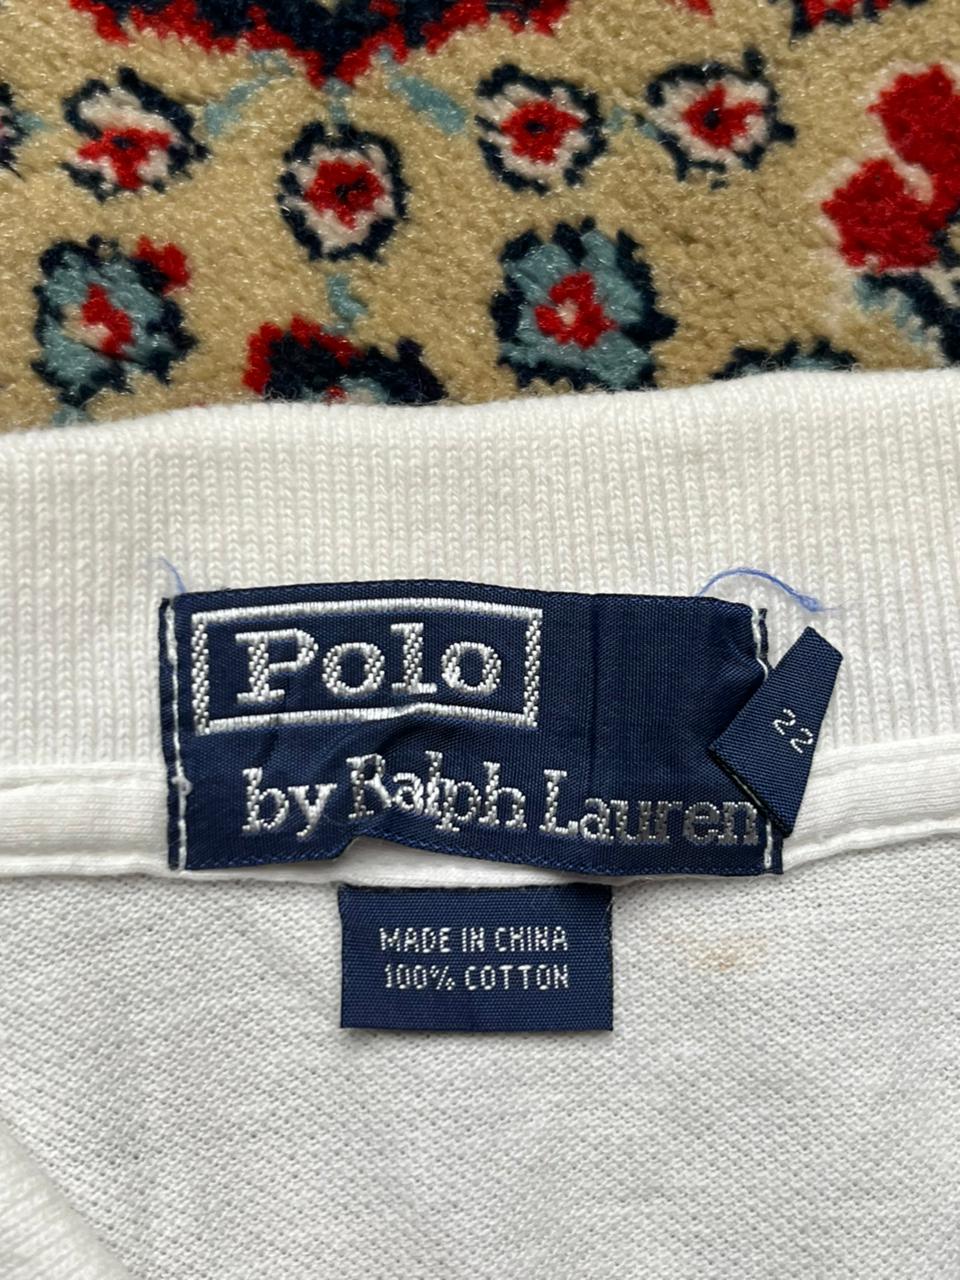 Polo
by Ralph Lauren
22
MADE IN CHINA
100% COTTON